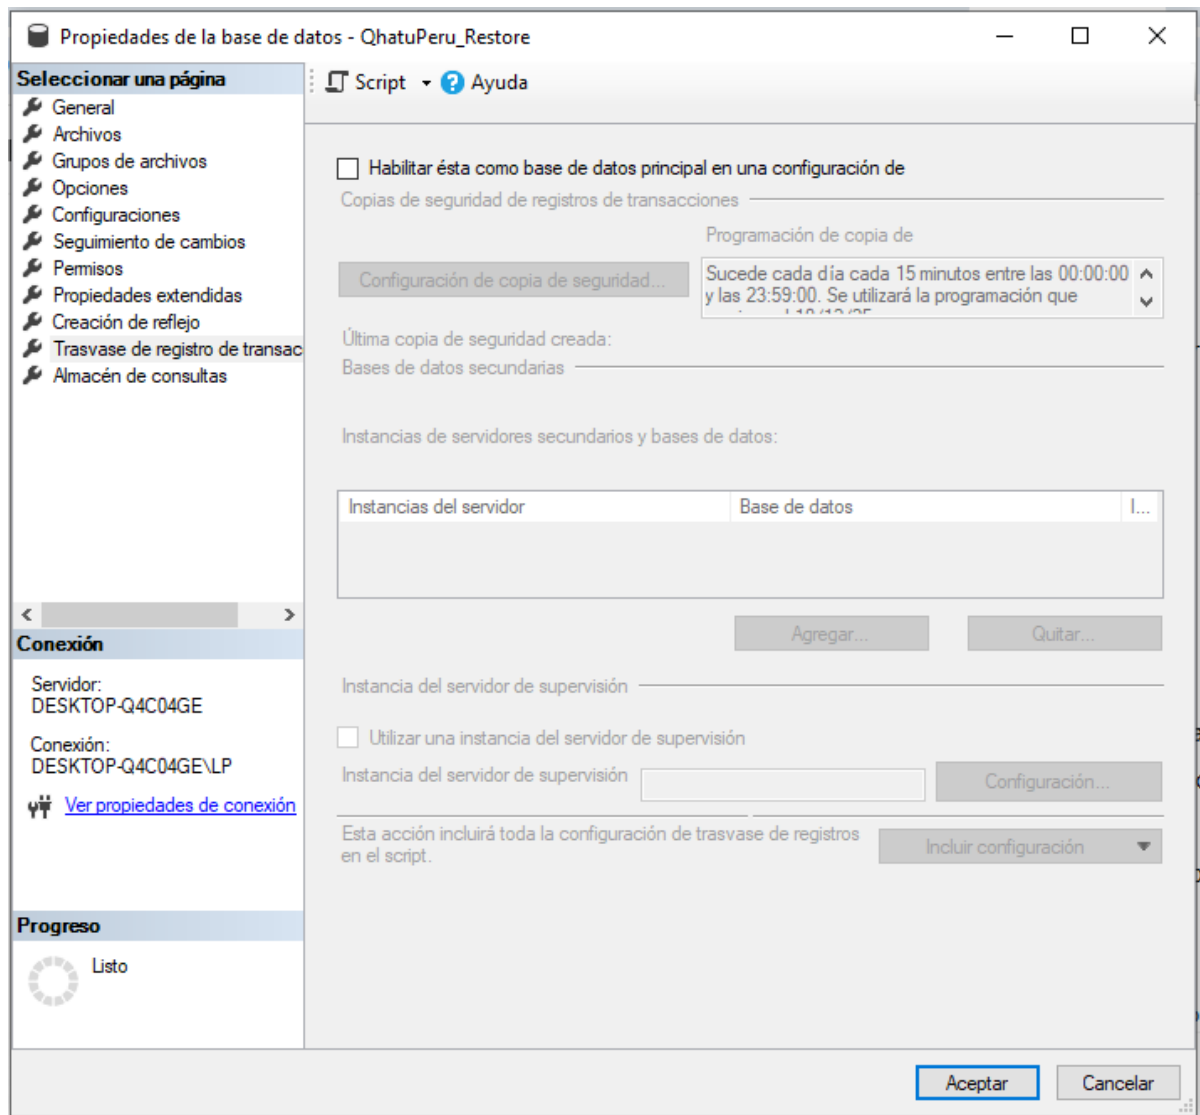 Propiedades de la base de datos - QhatuPeru_Restore
Seleccionar una página
General
Archivos
Grupos de archivos
Opciones
Configuraciones
Seguimiento de cambios
Permisos
Propiedades extendidas
Creación de reflejo
Trasvase de registro de transac
Almacén de consultas
Conexión
Servidor:
DESKTOP-Q4C04GE
Conexión:
DESKTOP-Q4C04GE\LP
Ver propiedades de conexión
Progreso
Listo
Script
Ayuda
Habilitar ésta como base de datos principal en una configuración de
Copias de seguridad de registros de transacciones
Programación de copia de
Configuración de copia de seguridad...
Sucede cada día cada 15 minutos entre las 00:00:00
y las 23:59:00. Se utilizará la programación que
Última copia de seguridad creada:
Bases de datos secundarias
Instancias de servidores secundarios y bases de datos:
Instancias del servidor
Base de datos
I...
Agregar...
Quitar...
Instancia del servidor de supervisión
Utilizar una instancia del servidor de supervisión
Instancia del servidor de supervisión
Configuración...
Esta acción incluirá toda la configuración de trasvase de registros
en el script.
Incluir configuración
Aceptar
Cancelar